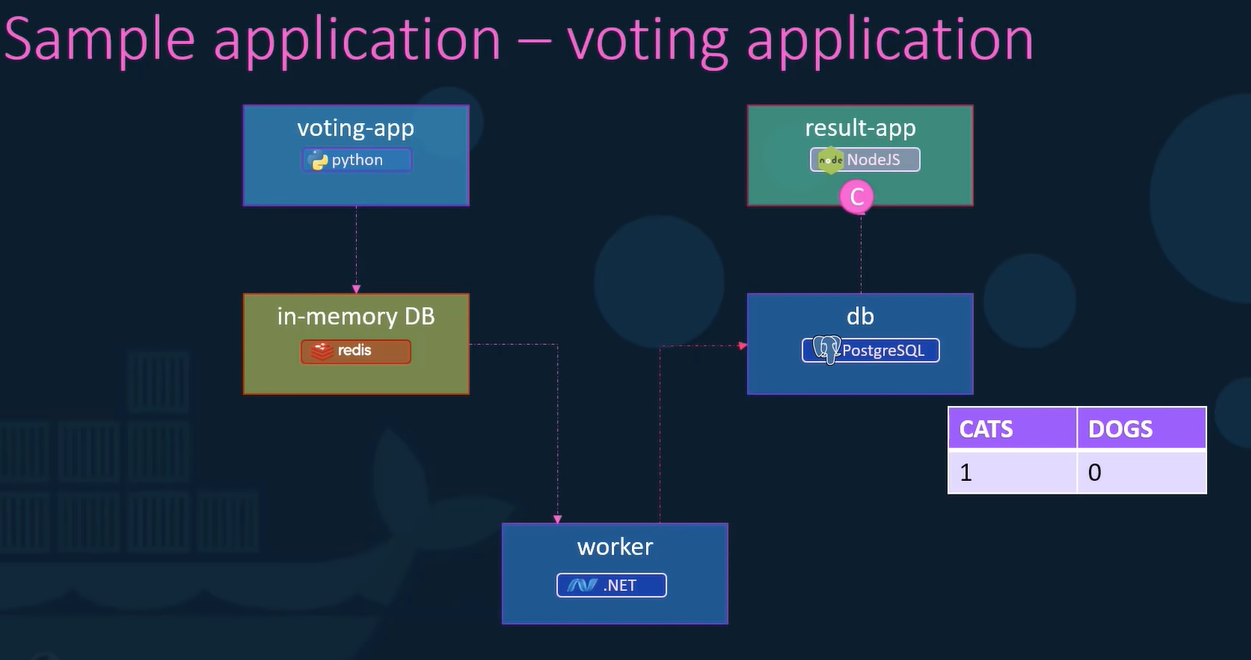 Sample application – voting application
voting-app
python
result-app
node NodeJS
C
in-memory DB
redis
db
PostgreSQL
CATS DOGS
1 0
worker
.NET